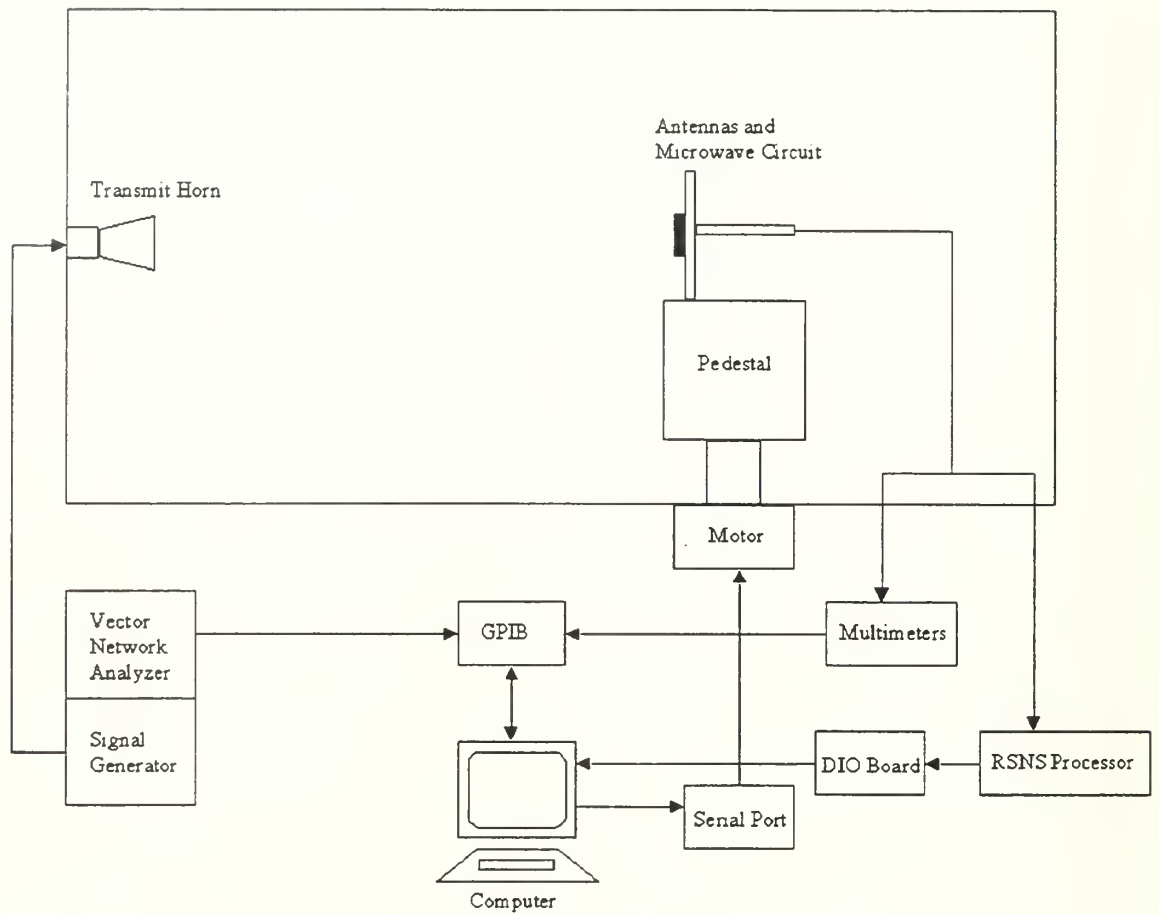 Antennas and
Microwave Circuit
Transmit Horn
Pedestal
Motor
Vector
Network
Analyzer
GPIB
Multimeters
Signal
Generator
DIO Board
RSNS Processor
Serial Port
Computer